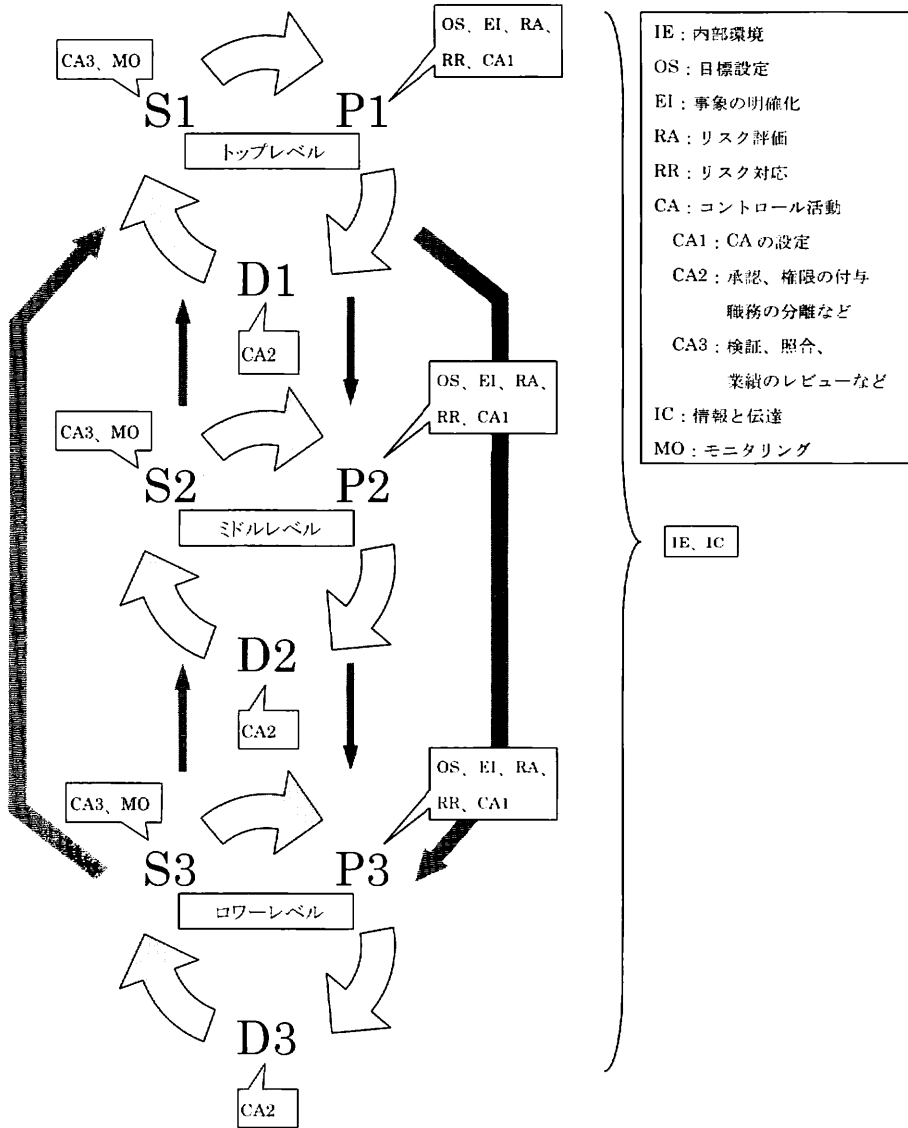 OS、EI、RA、
RR、CA1
CA3、MO
S1
P1
トップレベル
D1
CA2
OS、EI、RA、
RR、CA1
CA3、MO
S2
P2
ミドルレベル
D2
CA2
OS、EI、RA、
RR、CA1
CA3、MO
S3
P3
ロワーレベル
D3
CA2
IE：内部環境
OS：目標設定
EI：事象の明確化
RA：リスク評価
RR：リスク対応
CA：コントロール活動
CA1：CAの設定
CA2：承認、権限の付与
職務の分離など
CA3：検証、照合、
業績のレビューなど
IC：情報と伝達
MO：モニタリング
IE、IC